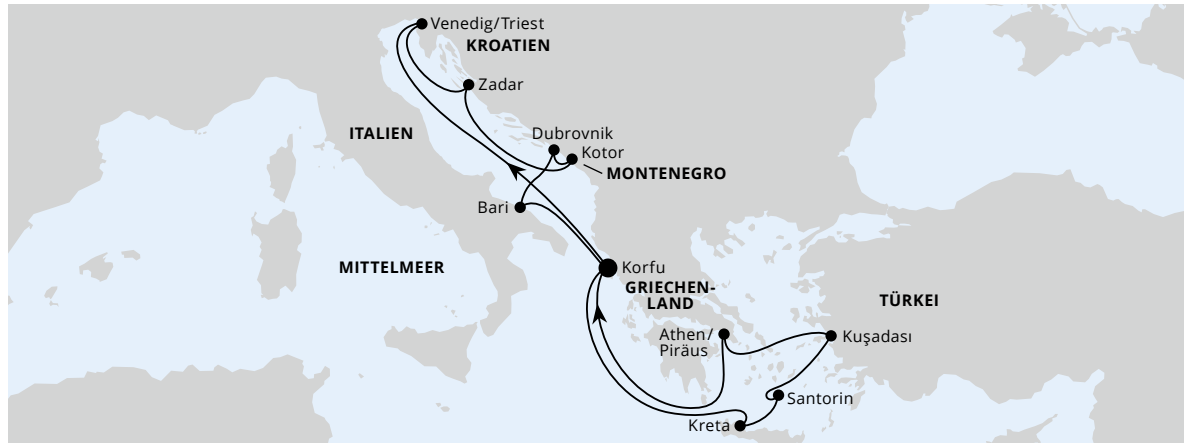 Venedig/Triest
KROATIEN
Zadar
ITALIEN
Dubrovnik
Kotor
MONTENEGRO
Bari
MITTELMEER
Korfu
GRIECHEN-
LAND
TÜRKEI
Athen/
Piräus
Kuşadası
Santorin
Kreta